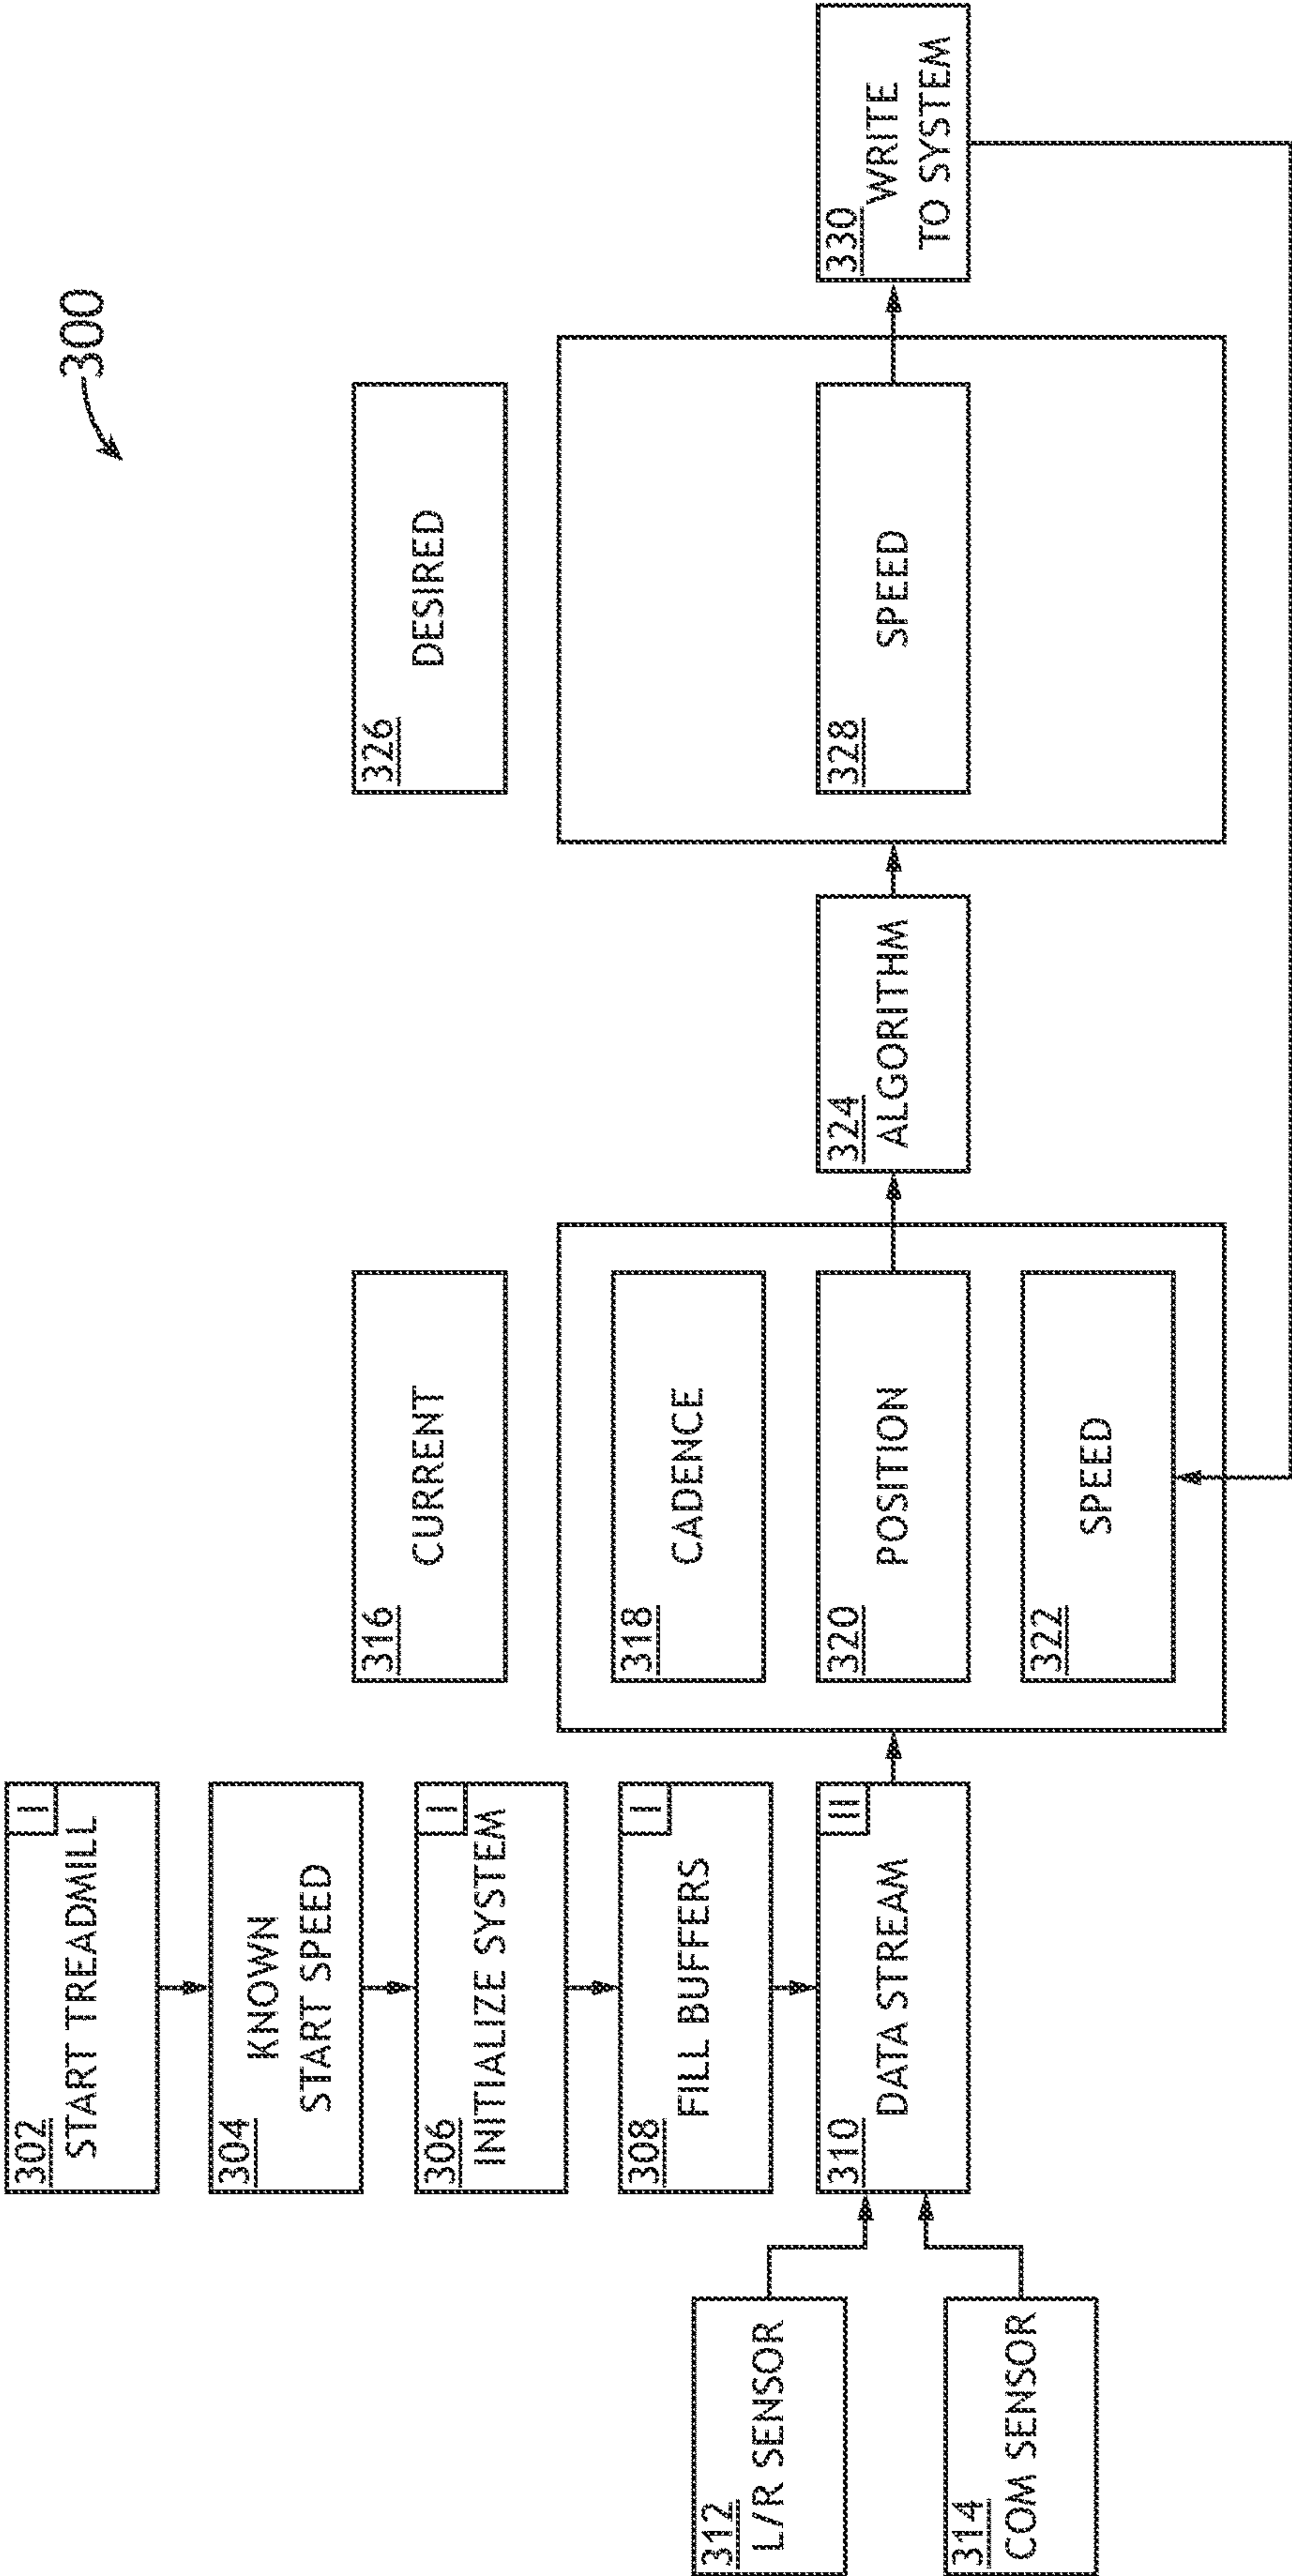 300
302
I
START TREADMILL
304
KNOWN
START SPEED
306
I
INITIALIZE SYSTEM
308
I
FILL BUFFERS
310
II
DATA STREAM
312
L/R SENSOR
314
COM SENSOR
316
CURRENT
318
CADENCE
320
POSITION
322
SPEED
324
ALGORITHM
326
DESIRED
328
SPEED
330
WRITE
TO SYSTEM